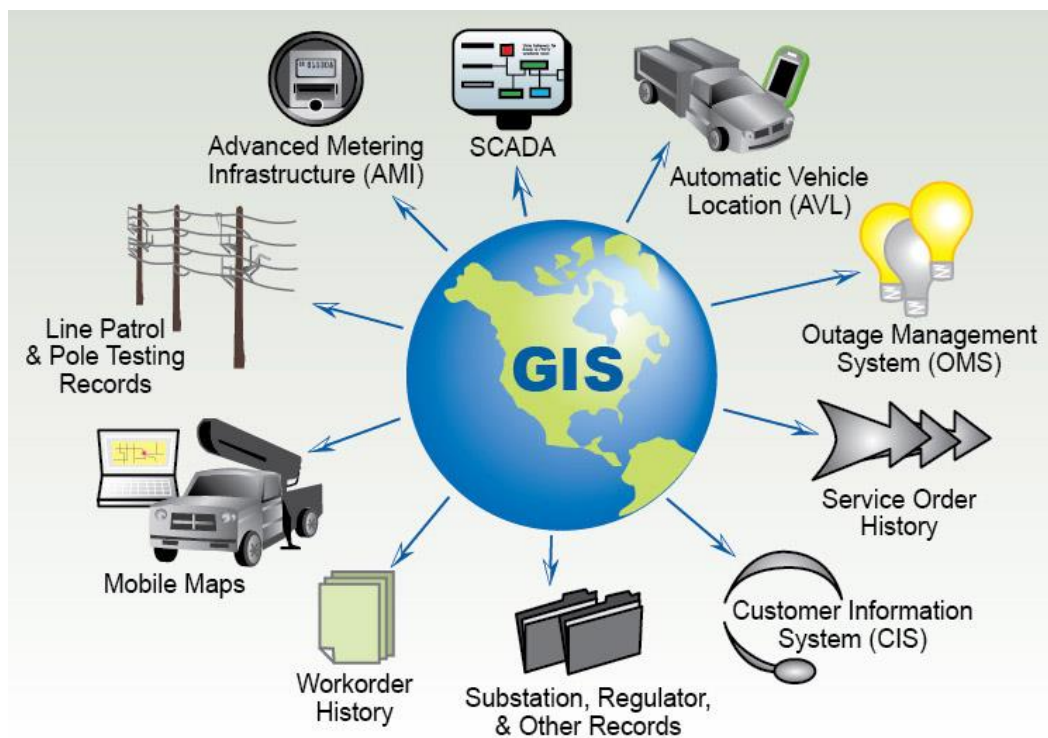 Advanced Metering
Infrastructure (AMI)
SCADA
Automatic Vehicle
Location (AVL)
Line Patrol
& Pole Testing
Records
GIS
Outage Management
System (OMS)
Mobile Maps
Service Order
History
Workorder
History
Substation, Regulator,
& Other Records
Customer Information
System (CIS)